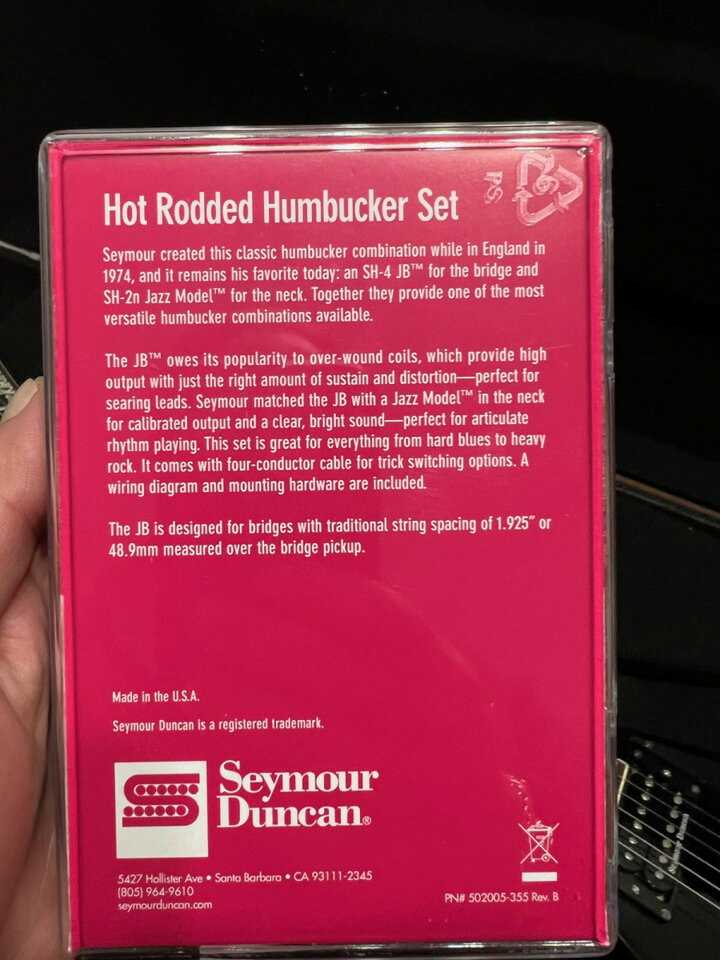 Hot Rodded Humbucker Set
PS
Seymour created this classic humbucker combination while in England in
1974, and it remains his favorite today: an SH-4 JB™ for the bridge and
SH-2n Jazz Model™ for the neck. Together they provide one of the most
versatile humbucker combinations available.
The JB™ owes its popularity to over-wound coils, which provide high
output with just the right amount of sustain and distortion—perfect for
searing leads. Seymour matched the JB with a Jazz Model™ in the neck
for calibrated output and a clear, bright sound—perfect for articulate
rhythm playing. This set is great for everything from hard blues to heavy
rock. It comes with four-conductor cable for trick switching options. A
wiring diagram and mounting hardware are included.
The JB is designed for bridges with traditional string spacing of 1.925″ or
48.9mm measured over the bridge pickup.
Made in the U.S.A.
Seymour Duncan is a registered trademark.
Seymour
Duncan®
5427 Hollister Ave • Santa Barbara • CA 93111-2345
(805) 964-9610
seymourduncan.com
PN# 502005-355 Rev. B
Seymour Duncan